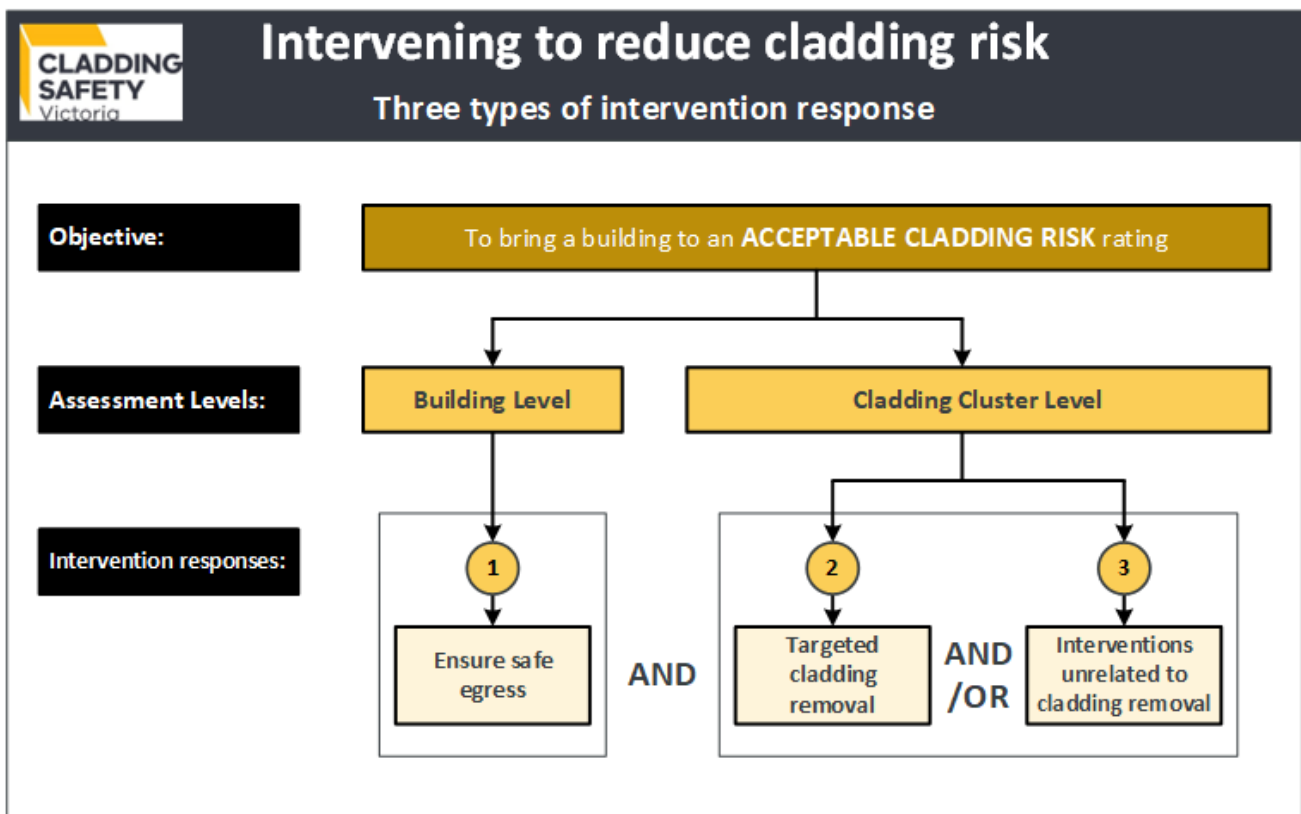 CLADDING
SAFETY
Victoria
Intervening to reduce cladding risk
Three types of intervention response
Objective:
To bring a building to an ACCEPTABLE CLADDING RISK rating
Assessment Levels:
Building Level
Cladding Cluster Level
Intervention responses:
1
2
3
Ensure safe
egress
AND
Targeted
cladding
removal
AND
/OR
Interventions
unrelated to
cladding removal